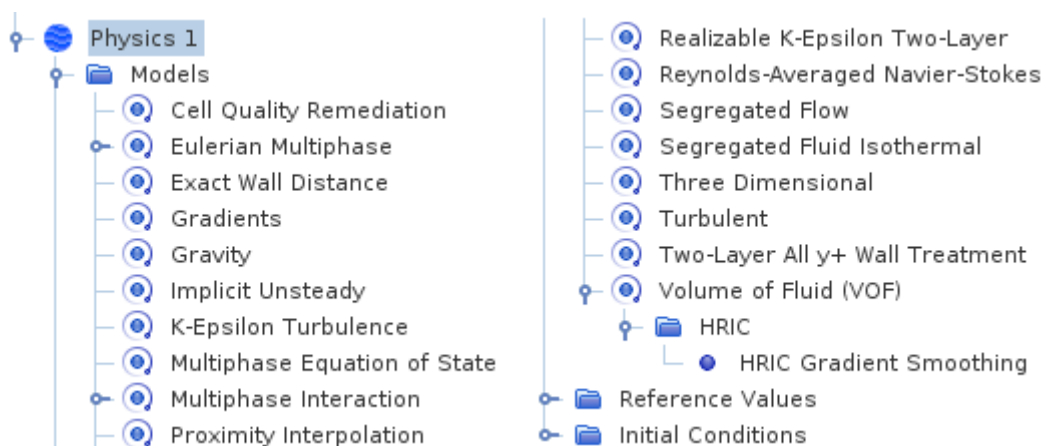 Physics 1
Models
Cell Quality Remediation
Eulerian Multiphase
Exact Wall Distance
Gradients
Gravity
Implicit Unsteady
K-Epsilon Turbulence
Multiphase Equation of State
Multiphase Interaction
Proximity Interpolation
Realizable K-Epsilon Two-Layer
Reynolds-Averaged Navier-Stokes
Segregated Flow
Segregated Fluid Isothermal
Three Dimensional
Turbulent
Two-Layer All y+ Wall Treatment
Volume of Fluid (VOF)
HRIC
HRIC Gradient Smoothing
Reference Values
Initial Conditions